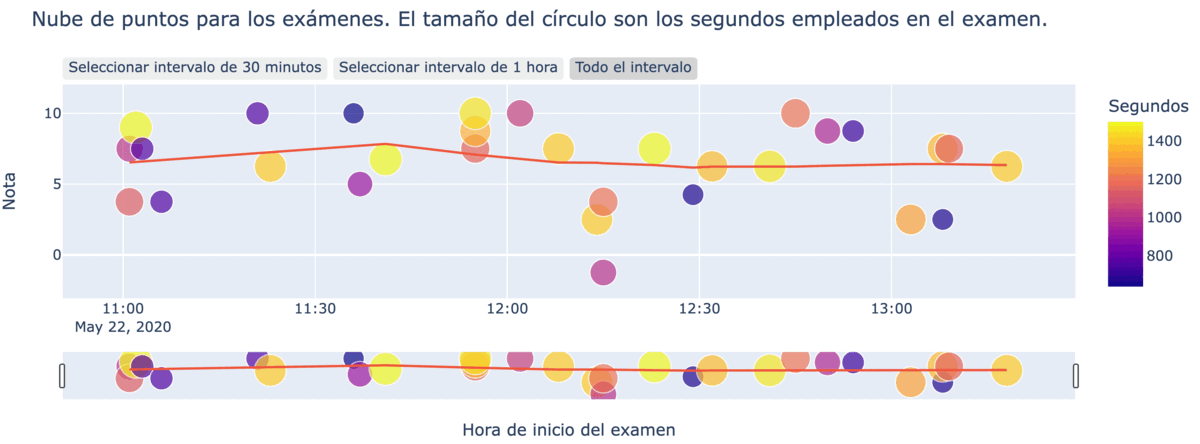 Nube de puntos para los exámenes. El tamaño del círculo son los segundos empleados en el examen.
Seleccionar intervalo de 30 minutos Seleccionar intervalo de 1 hora Todo el intervalo
Segundos
10
5
0
Nota
1400
1200
1000
800
11:00 11:30 12:00 12:30 13:00
May 22, 2020
Hora de inicio del examen